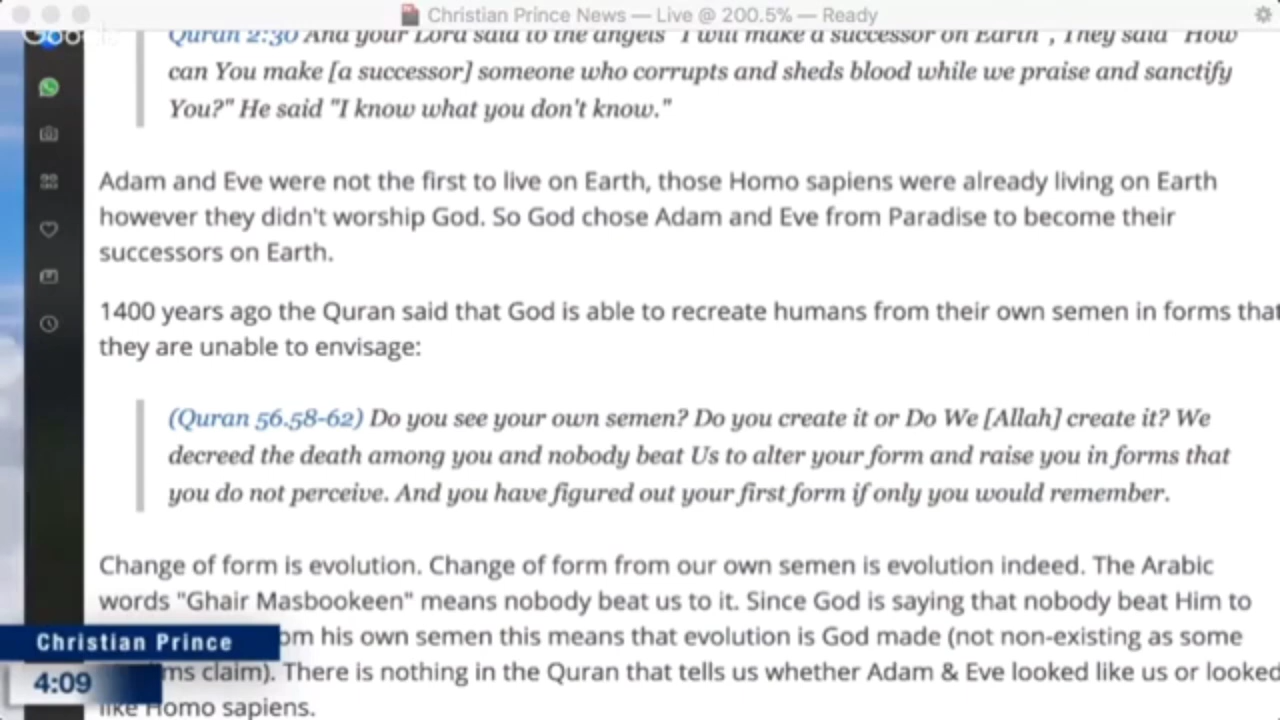 Christian Prince News — Live @ 200.5% — Ready
Quran 2:30 And your Lord said to the angels "I will make a successor on Earth", They said "How
can You make [a successor] someone who corrupts and sheds blood while we praise and sanctify
You?" He said "I know what you don't know."
Adam and Eve were not the first to live on Earth, those Homo sapiens were already living on Earth
however they didn't worship God. So God chose Adam and Eve from Paradise to become their
successors on Earth.
1400 years ago the Quran said that God is able to recreate humans from their own semen in forms that
they are unable to envisage:
(Quran 56.58-62) Do you see your own semen? Do you create it or Do We [Allah] create it? We
decreed the death among you and nobody beat Us to alter your form and raise you in forms that
you do not perceive. And you have figured out your first form if only you would remember.
Change of form is evolution. Change of form from our own semen is evolution indeed. The Arabic
words "Ghair Masbookeen" means nobody beat us to it. Since God is saying that nobody beat Him to
om his own semen this means that evolution is God made (not non-existing as some
ms claim). There is nothing in the Quran that tells us whether Adam & Eve looked like us or looked
like Homo sapiens.
Christian Prince
4:09